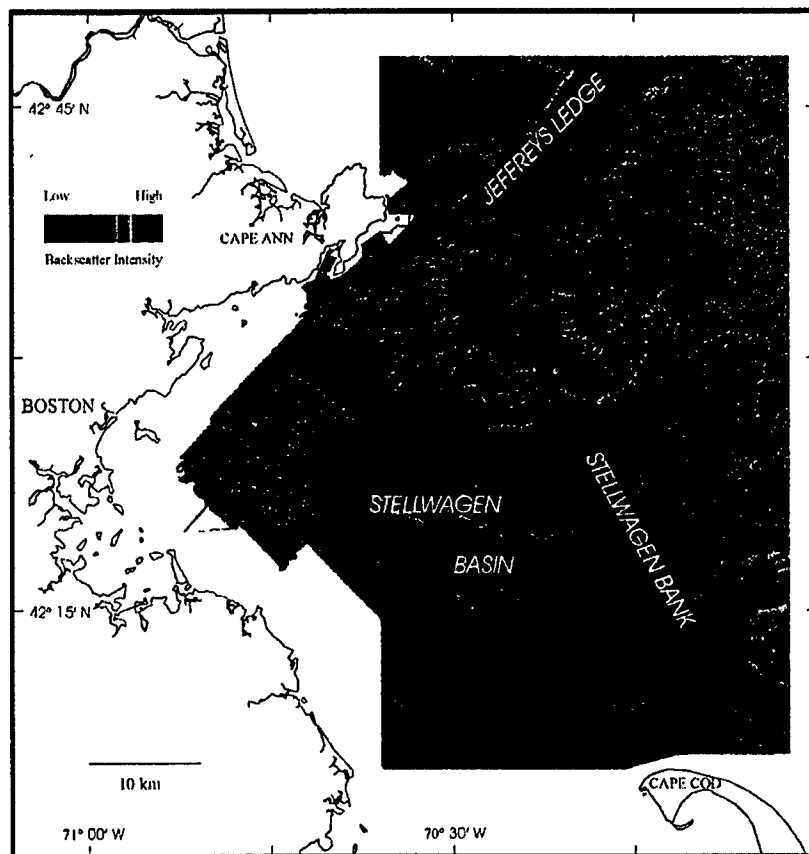 42° 45' N
JEFFREYS LEDGE
Low High
CAPE ANN
Backscatter Intensity
BOSTON
STELLWAGEN
BASIN
STELLWAGEN BANK
42° 15' N
10 km
CAPE COD
71° 00' W
70° 30' W